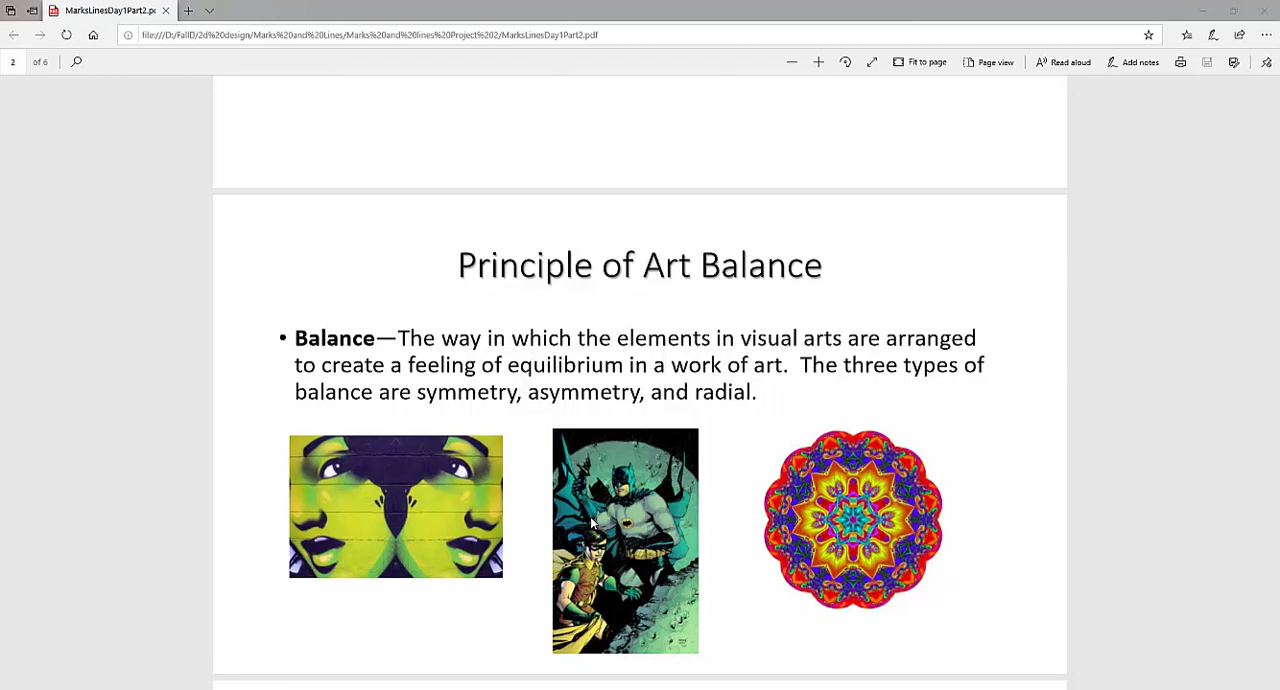 MarksLinesDay1Part2.p
file:///D:/FallD/2d%20design/Marks%20and%20Lines/Marks%20and%20lines%20Project%202/MarksLinesDay1Part2.pdf
2 of 6 Fit to page Page view Read aloud Add notes
Principle of Art Balance
• Balance—The way in which the elements in visual arts are arranged
to create a feeling of equilibrium in a work of art. The three types of
balance are symmetry, asymmetry, and radial.